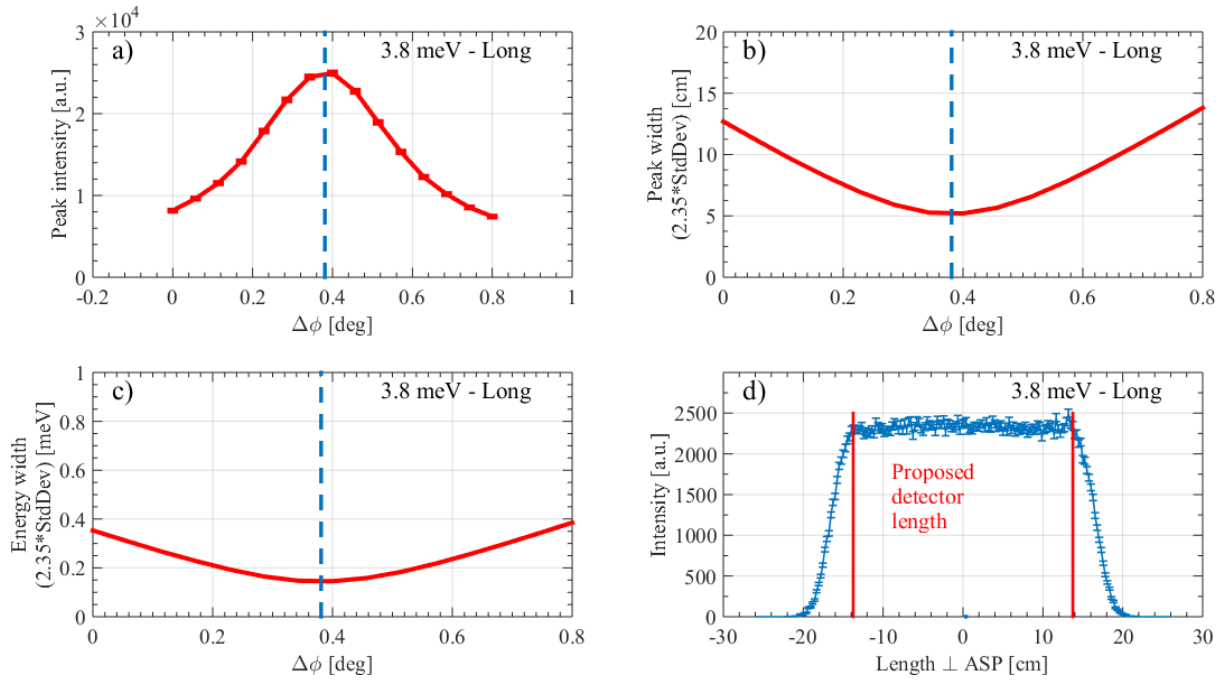 ×10⁴
a)
3.8 meV - Long
3
2
1
0
Peak intensity [a.u.]
-0.2
0
0.2
0.4
0.6
0.8
1
Δϕ [deg]
b)
3.8 meV - Long
20
15
10
5
0
Peak width
(2.35*StdDev) [cm]
0
0.2
0.4
0.6
0.8
Δϕ [deg]
c)
3.8 meV - Long
1
0.8
0.6
0.4
0.2
0
Energy width
(2.35*StdDev) [meV]
0
0.2
0.4
0.6
0.8
Δϕ [deg]
d)
3.8 meV - Long
2500
2000
1500
1000
500
0
Intensity [a.u.]
Proposed
detector
length
-30
-20
-10
0
10
20
30
Length ⊥ ASP [cm]